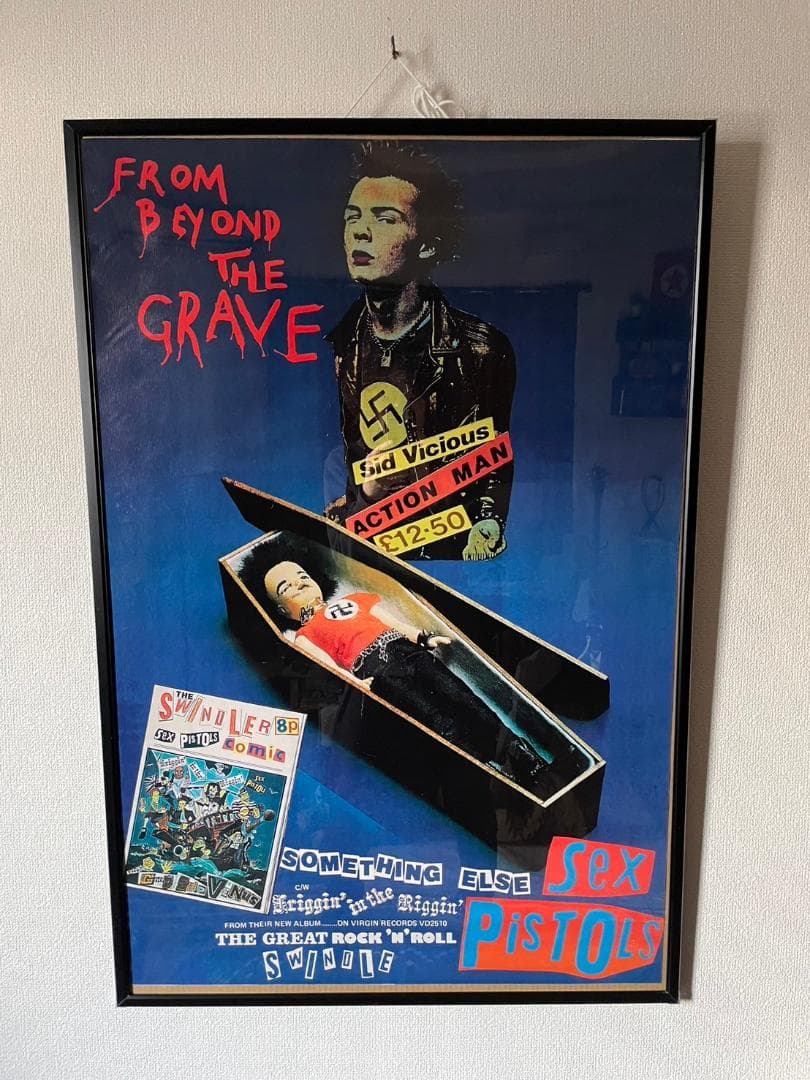 FROM
BEYOND
THE
GRAVE
Sid Vicious
ACTION MAN
£12·50
THE
SWINDLER 8p
SEX PISTOLS
comic
SOMETHING ELSE
C/W
Friggin' in the Riggin'
FROM THEIR NEW ALBUM.......ON VIRGIN RECORDS VD2510
THE GREAT ROCK 'N' ROLL
SWINDLE
Sex
PISTOLS